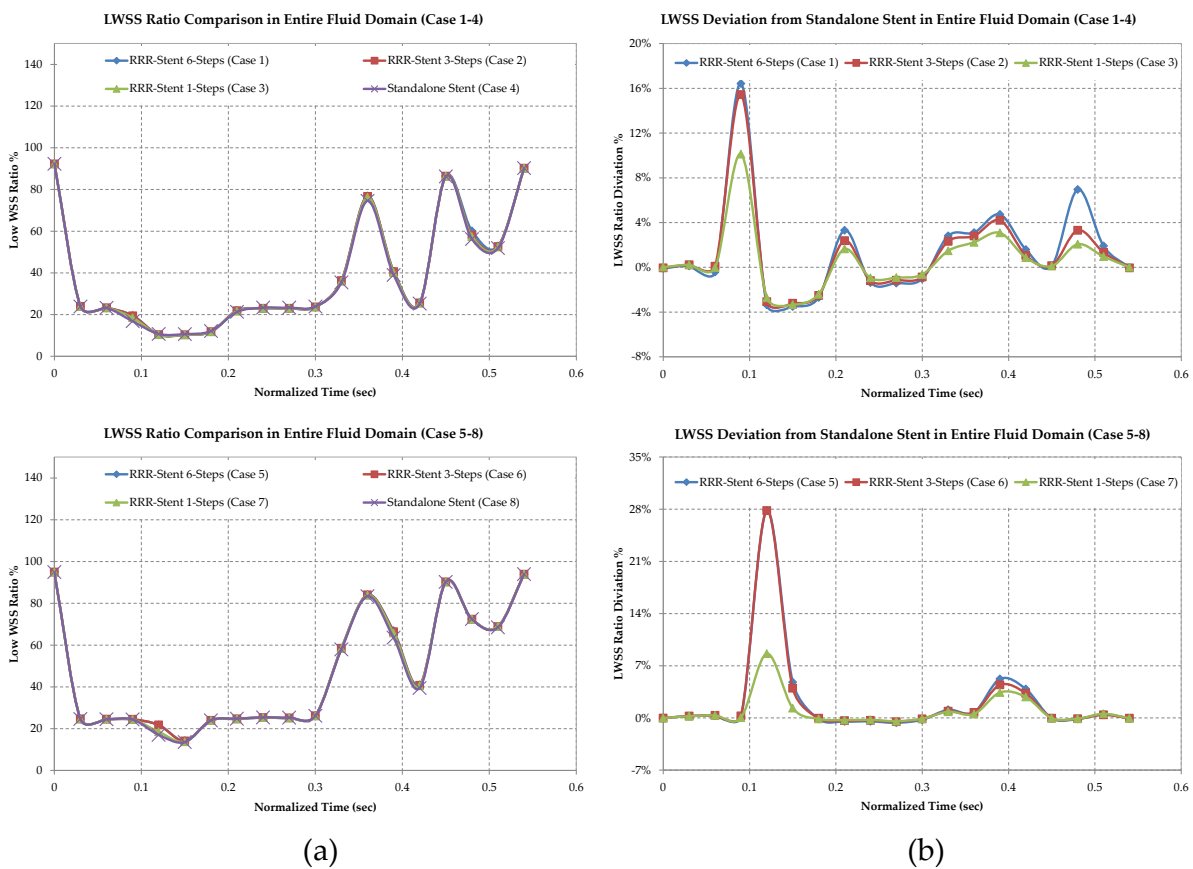 LWSS Ratio Comparison in Entire Fluid Domain (Case 1-4)
RRR-Stent 6-Steps (Case 1)
RRR-Stent 3-Steps (Case 2)
RRR-Stent 1-Steps (Case 3)
Standalone Stent (Case 4)
Low WSS Ratio %
140
120
100
80
60
40
20
0
0 0.1 0.2 0.3 0.4 0.5 0.6
Normalized Time (sec)
LWSS Deviation from Standalone Stent in Entire Fluid Domain (Case 1-4)
RRR-Stent 6-Steps (Case 1) RRR-Stent 3-Steps (Case 2) RRR-Stent 1-Steps (Case 3)
LWSS Ratio Diviation %
20%
16%
12%
8%
4%
0%
-4%
-8%
0 0.1 0.2 0.3 0.4 0.5 0.6
Normalized Time (sec)
LWSS Ratio Comparison in Entire Fluid Domain (Case 5-8)
RRR-Stent 6-Steps (Case 5)
RRR-Stent 3-Steps (Case 6)
RRR-Stent 1-Steps (Case 7)
Standalone Stent (Case 8)
Low WSS Ratio %
140
120
100
80
60
40
20
0
0 0.1 0.2 0.3 0.4 0.5 0.6
Normalized Time (sec)
(a)
LWSS Deviation from Standalone Stent in Entire Fluid Domain (Case 5-8)
RRR-Stent 6-Steps (Case 5) RRR-Stent 3-Steps (Case 6) RRR-Stent 1-Steps (Case 7)
LWSS Ratio Diviation %
35%
28%
21%
14%
7%
0%
-7%
0 0.1 0.2 0.3 0.4 0.5 0.6
Normalized Time (sec)
(b)